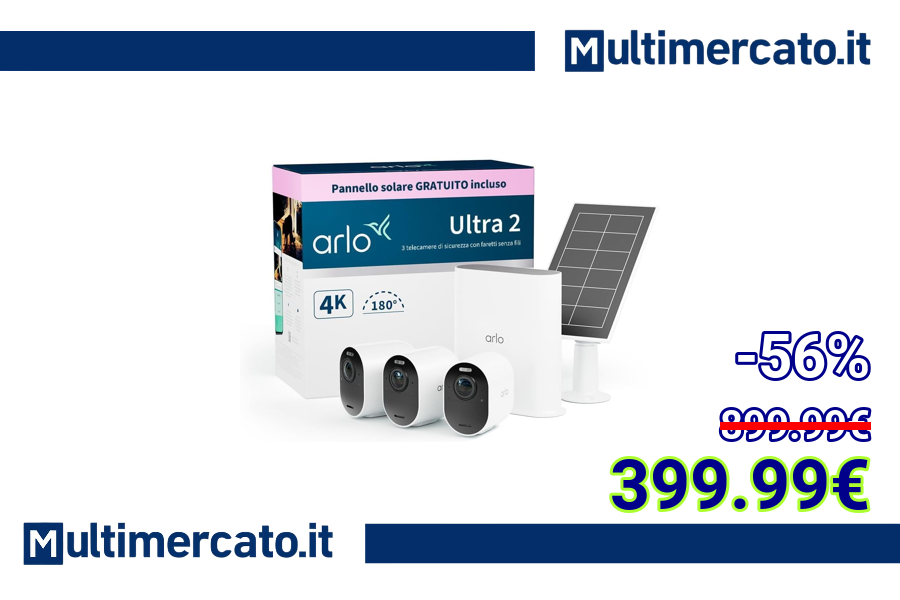 Multimercato.it
Pannello solare GRATUITO incluso
arlo
Ultra 2
3 telecamere di sicurezza con faretti senza fili
4K
180°
arlo
-56%
899.99€
399.99€
Multimercato.it